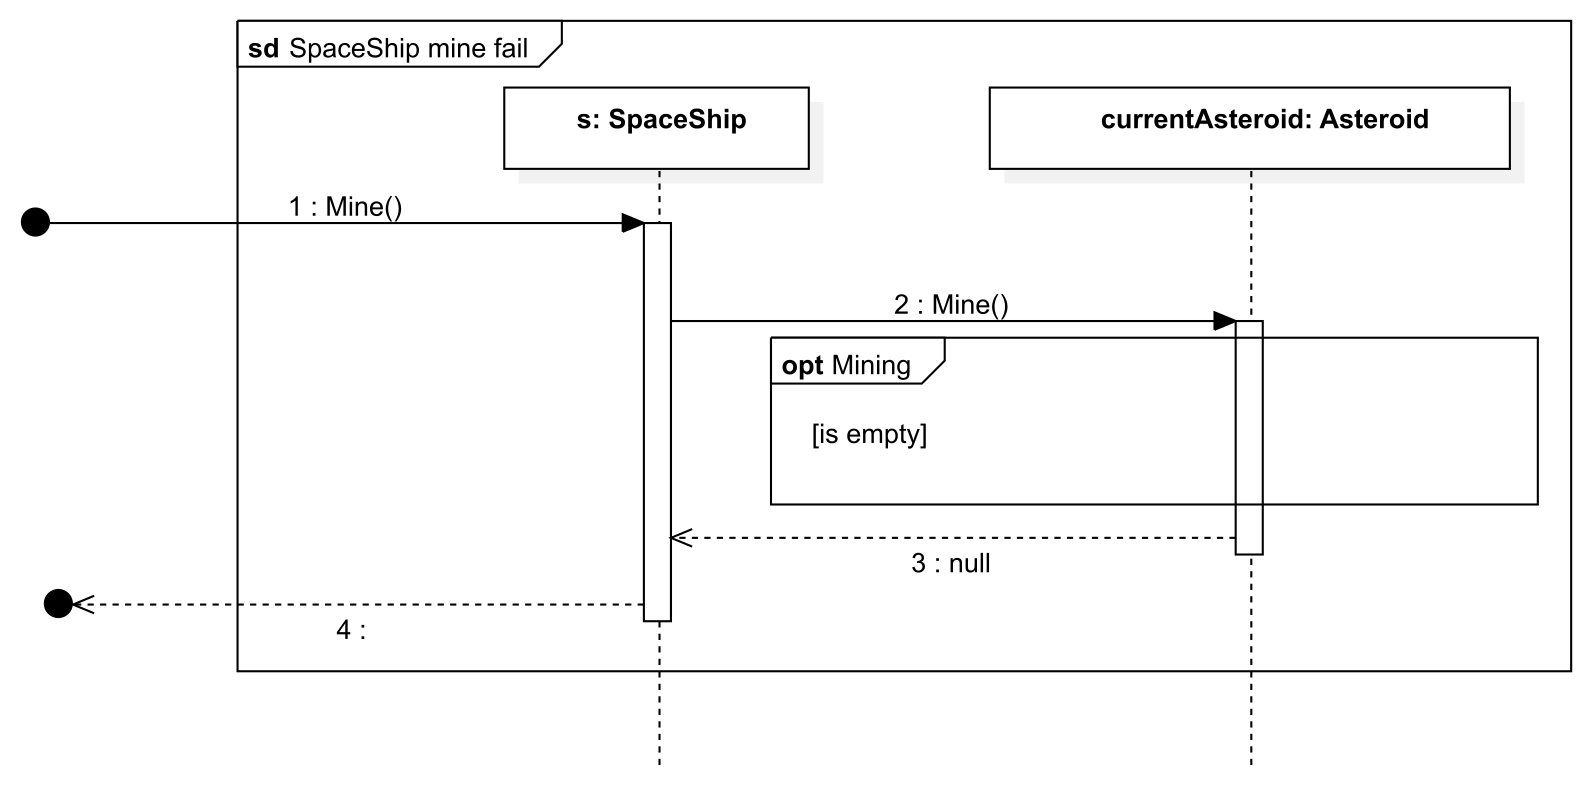 sd SpaceShip mine fail
s: SpaceShip
currentAsteroid: Asteroid
1 : Mine()
2 : Mine()
opt Mining
[is empty]
3 : null
4 :